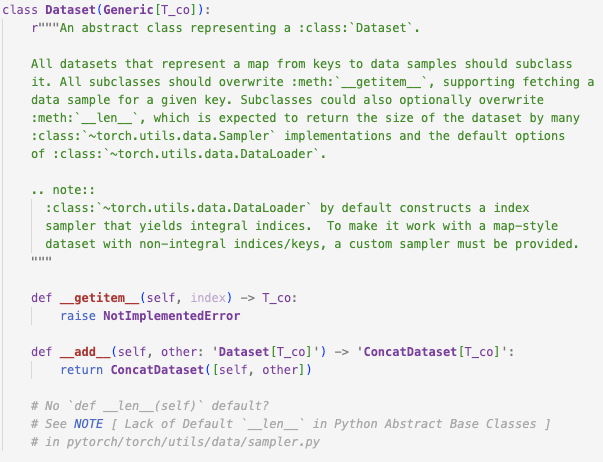 class Dataset(Generic[T_co]):
    r"""An abstract class representing a :class:`Dataset`.

    All datasets that represent a map from keys to data samples should subclass
    it. All subclasses should overwrite :meth:`__getitem__`, supporting fetching a
    data sample for a given key. Subclasses could also optionally overwrite
    :meth:`__len__`, which is expected to return the size of the dataset by many
    :class:`~torch.utils.data.Sampler` implementations and the default options
    of :class:`~torch.utils.data.DataLoader`.

    .. note::
      :class:`~torch.utils.data.DataLoader` by default constructs a index
      sampler that yields integral indices.  To make it work with a map-style
      dataset with non-integral indices/keys, a custom sampler must be provided.
    """

    def __getitem__(self, index) -> T_co:
        raise NotImplementedError

    def __add__(self, other: 'Dataset[T_co]') -> 'ConcatDataset[T_co]':
        return ConcatDataset([self, other])

    # No `def __len__(self)` default?
    # See NOTE [ Lack of Default `__len__` in Python Abstract Base Classes ]
    # in pytorch/torch/utils/data/sampler.py